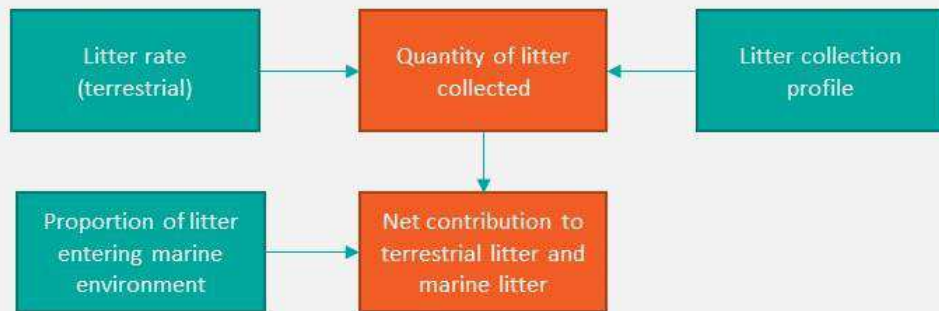 Litter rate
(terrestrial)
Quantity of litter
collected
Litter collection
profile
Proportion of litter
entering marine
environment
Net contribution to
terrestrial litter and
marine litter